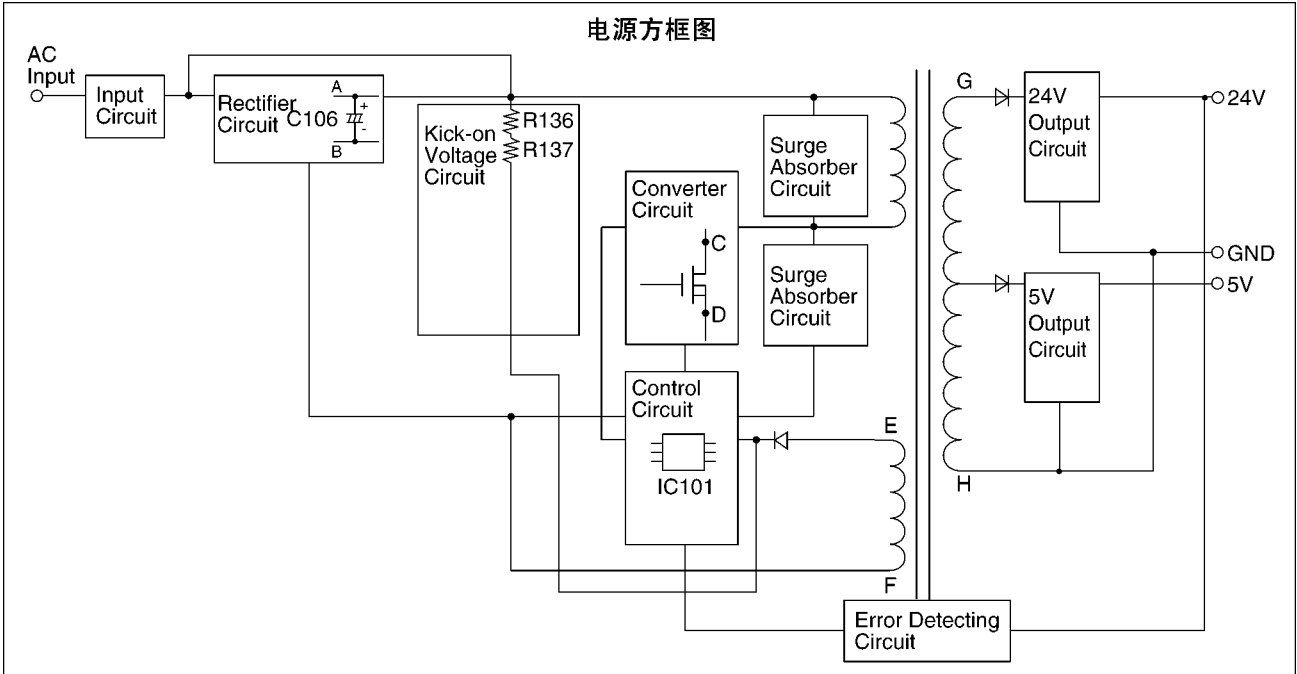 电源方框图
AC
Input
Input
Circuit
Rectifier
Circuit
C106
A
+
-
B
Kick-on
Voltage
Circuit
R136
R137
Converter
Circuit
C
D
Surge
Absorber
Circuit
Surge
Absorber
Circuit
Control
Circuit
IC101
E
F
G
H
24V
Output
Circuit
5V
Output
Circuit
24V
GND
5V
Error Detecting
Circuit